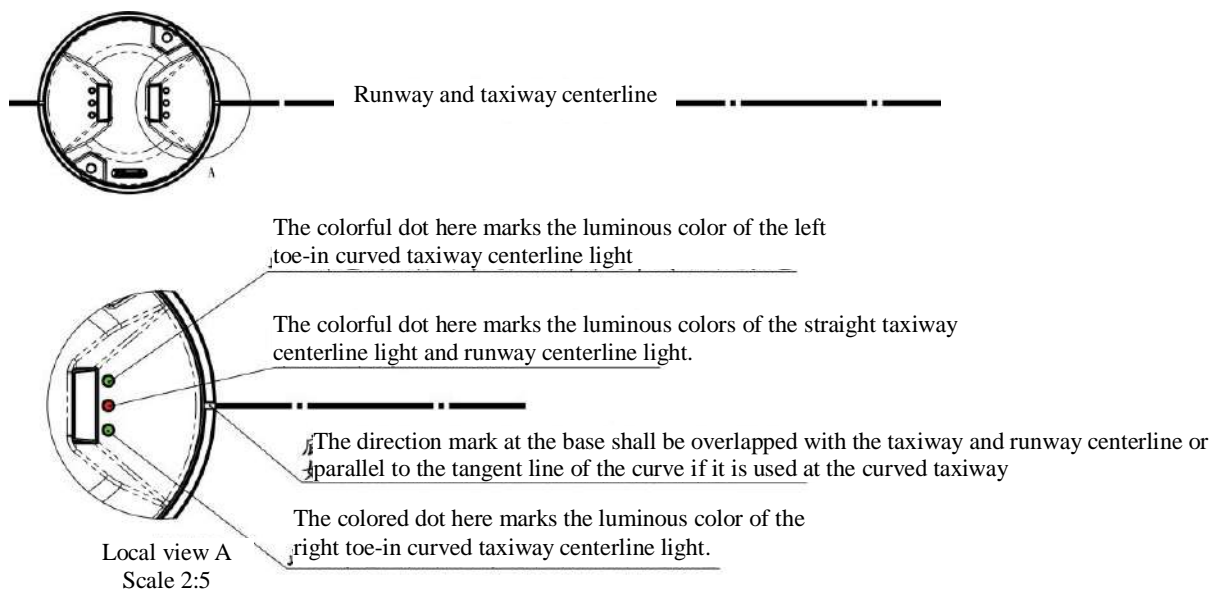 Runway and taxiway centerline
A
The colorful dot here marks the luminous color of the left
toe-in curved taxiway centerline light
The colorful dot here marks the luminous colors of the straight taxiway
centerline light and runway centerline light.
The direction mark at the base shall be overlapped with the taxiway and runway centerline or
parallel to the tangent line of the curve if it is used at the curved taxiway
The colored dot here marks the luminous color of the
right toe-in curved taxiway centerline light.
Local view A
Scale 2:5